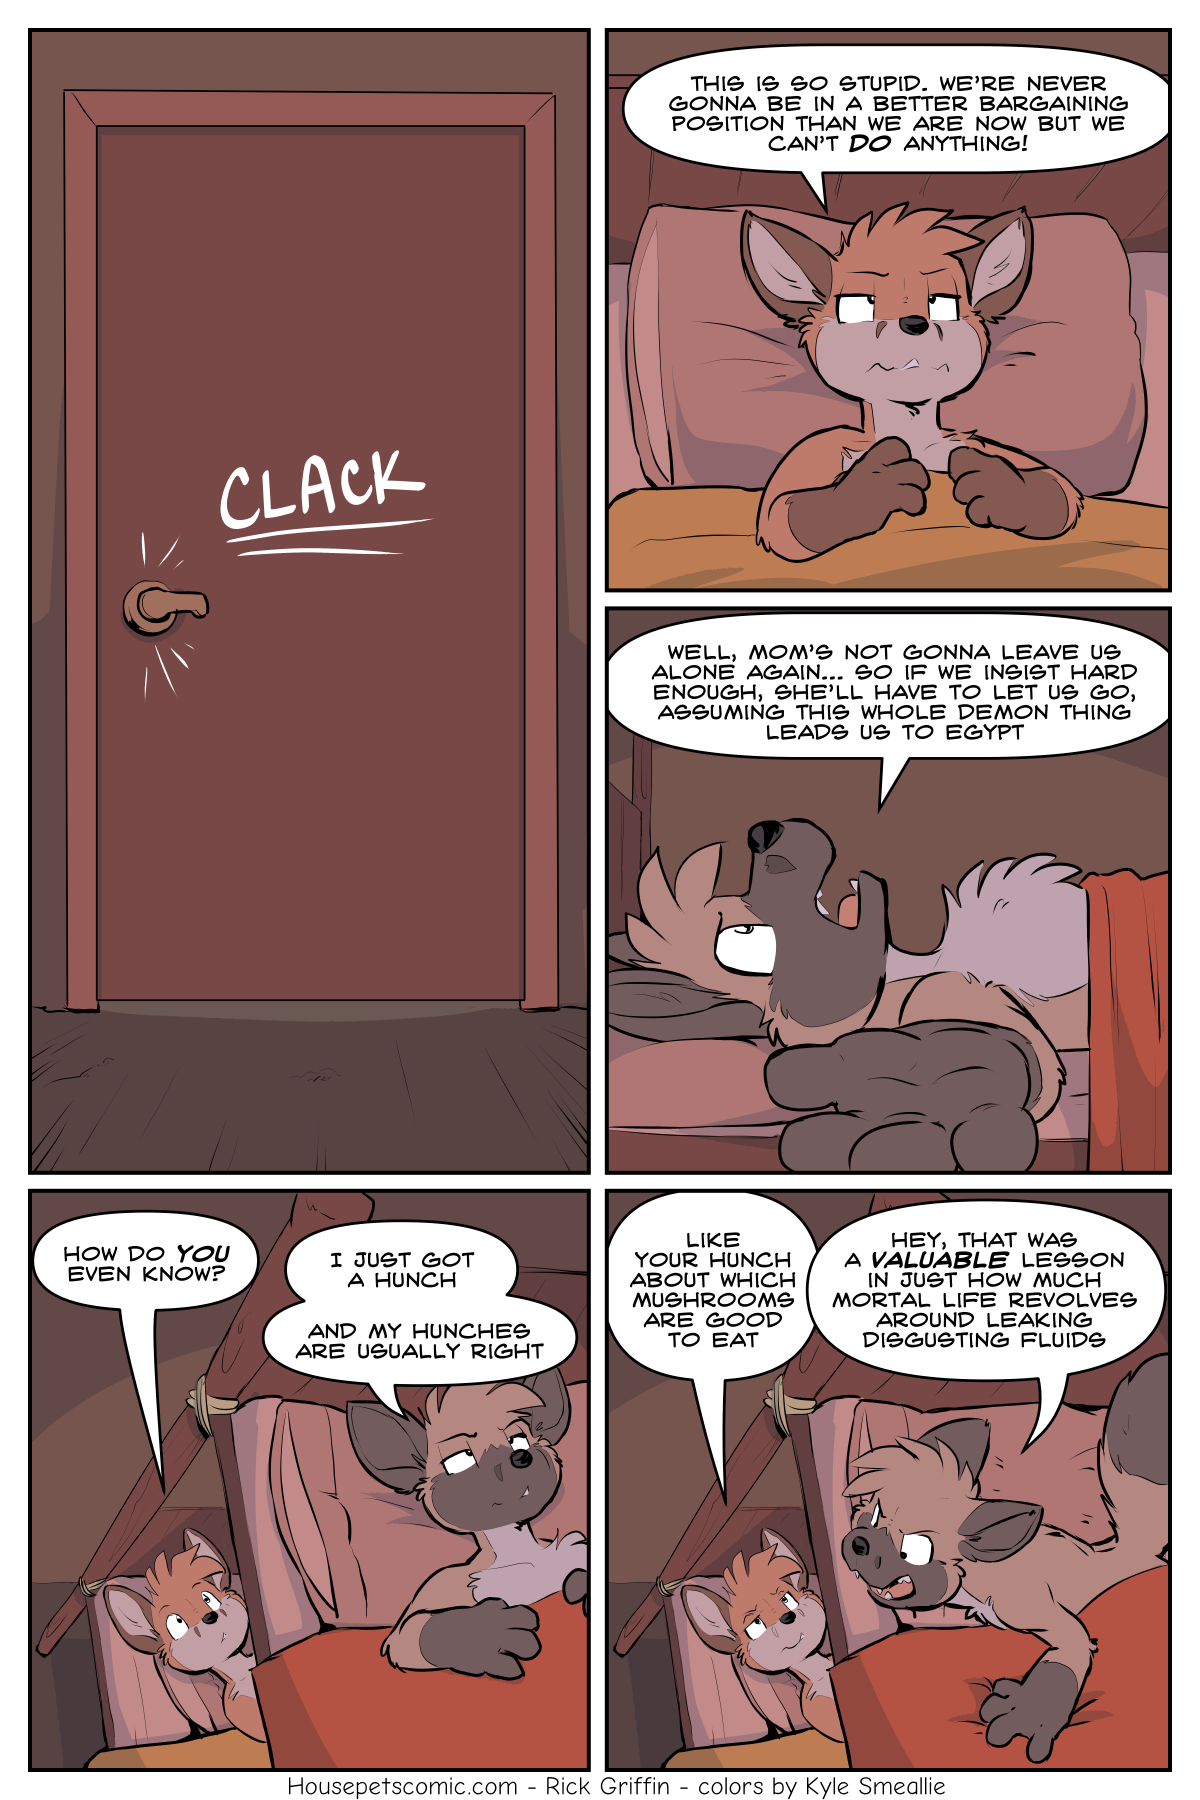 CLACK
THIS IS SO STUPID. WE'RE NEVER
GONNA BE IN A BETTER BARGAINING
POSITION THAN WE ARE NOW BUT WE
CAN'T DO ANYTHING!
WELL, MOM'S NOT GONNA LEAVE US
ALONE AGAIN... SO IF WE INSIST HARD
ENOUGH, SHE'LL HAVE TO LET US GO,
ASSUMING THIS WHOLE DEMON THING
LEADS US TO EGYPT
HOW DO YOU
EVEN KNOW?
I JUST GOT
A HUNCH
AND MY HUNCHES
ARE USUALLY RIGHT
LIKE
YOUR HUNCH
ABOUT WHICH
MUSHROOMS
ARE GOOD
TO EAT
HEY, THAT WAS
A VALUABLE LESSON
IN JUST HOW MUCH
MORTAL LIFE REVOLVES
AROUND LEAKING
DISGUSTING FLUIDS
Housepetscomic.com - Rick Griffin - colors by Kyle Smeallie